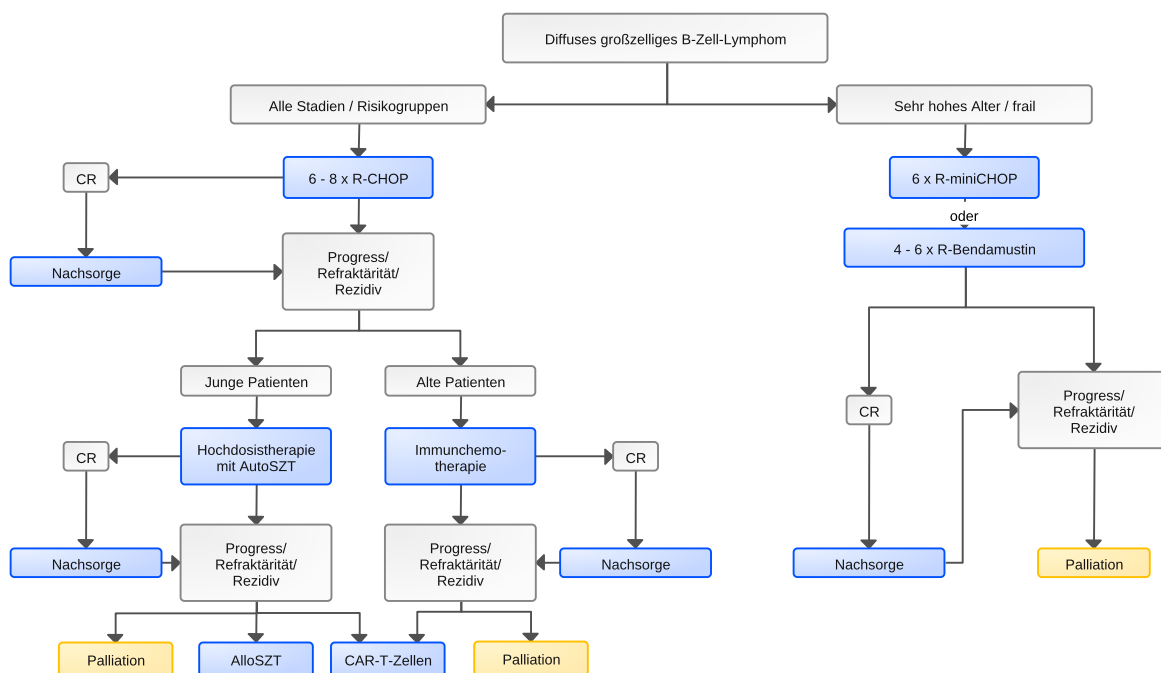 Diffuses großzelliges B-Zell-Lymphom
Alle Stadien / Risikogruppen
Sehr hohes Alter / frail
CR
6 - 8 x R-CHOP
6 x R-miniCHOP
oder
4 - 6 x R-Bendamustin
Nachsorge
Progress/
Refraktärität/
Rezidiv
Junge Patienten
Alte Patienten
CR
Progress/
Refraktärität/
Rezidiv
CR
Hochdosistherapie
mit AutoSZT
Immunchemo-
therapie
CR
Nachsorge
Progress/
Refraktärität/
Rezidiv
Progress/
Refraktärität/
Rezidiv
Nachsorge
Nachsorge
Palliation
Palliation
AlloSZT
CAR-T-Zellen
Palliation